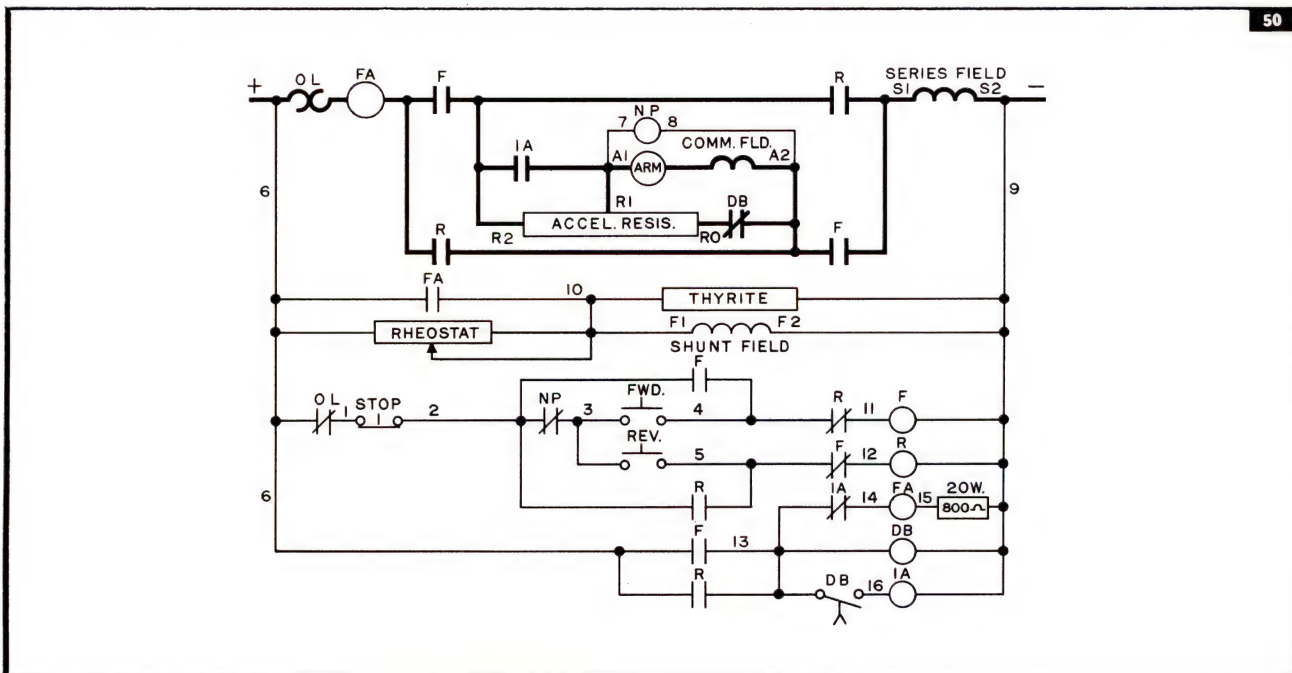 50
SERIES FIELD
+ OL FA F R S1 S2 −
7 NP 8
COMM. FLD.
1A A1 ARM A2
6 9
R1 DB
ACCEL. RESIS.
R2 RO
R F
FA 10 THYRITE
RHEOSTAT F1 F2
SHUNT FIELD
F
OL 1 STOP 2 NP 3 FWD. 4 R 11 F
REV. 5 F 12 R
6 R 1A 14 FA 15 20W.
800Ω
F 13 DB
R DB 16 1A